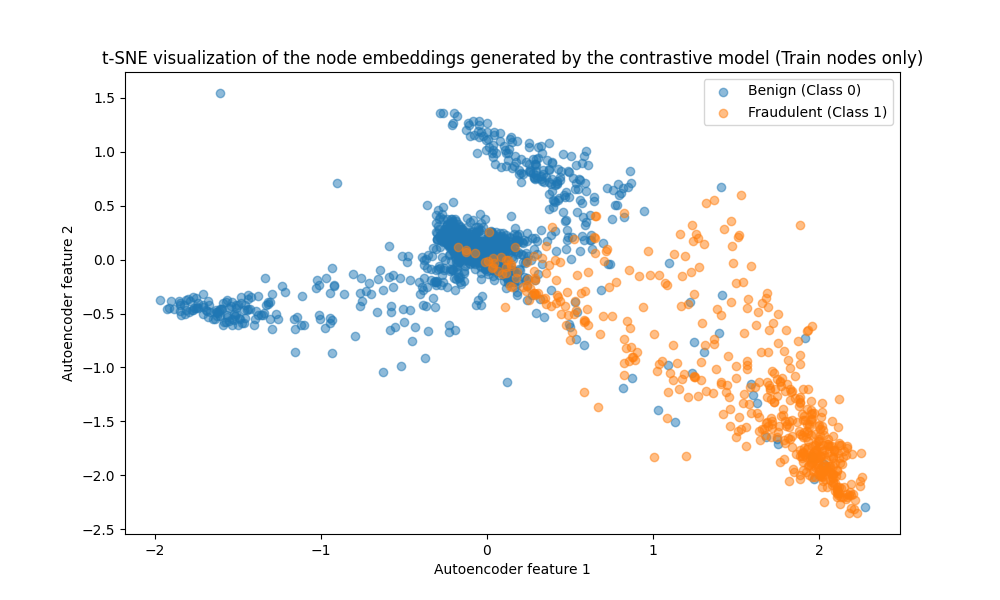 t-SNE visualization of the node embeddings generated by the contrastive model (Train nodes only)
Benign (Class 0)
Fraudulent (Class 1)
1.5
1.0
0.5
0.0
−0.5
−1.0
−1.5
−2.0
−2.5
Autoencoder feature 2
−2
−1
0
1
2
Autoencoder feature 1